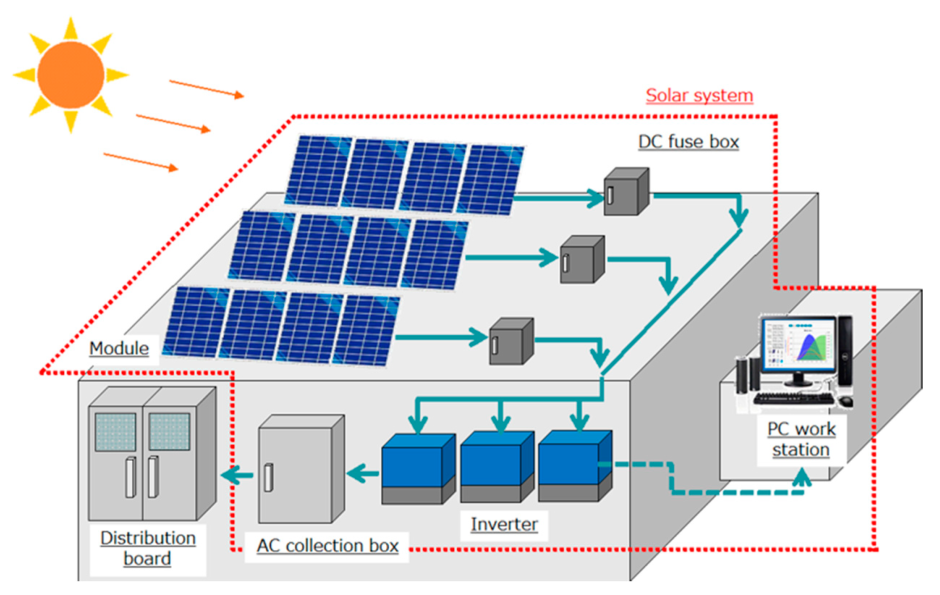 Solar system
DC fuse box
Module
PC work
station
Inverter
Distribution
board
AC collection box